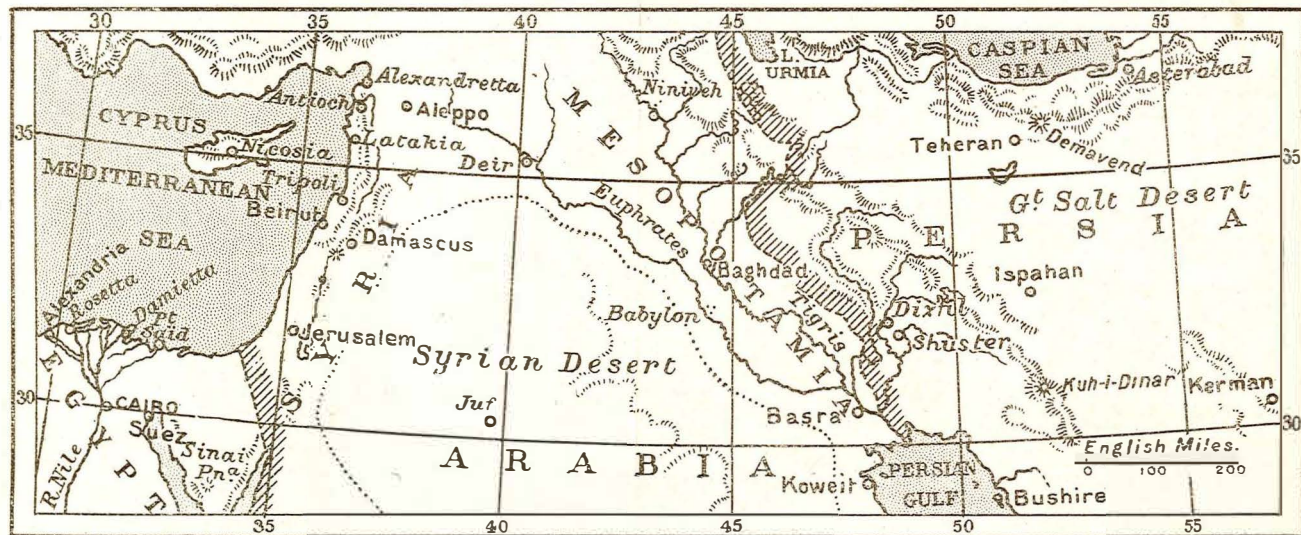 30 35 40 45 50 55
CASPIAN
SEA
L.
URMIA
Asterabad
Alexandretta
Antioch
Aleppo
Niniveh
MESOPOTAMIA
CYPRUS
35
Nicosia
Latakia
Deir
Teheran
Demavend
35
MEDITERRANEAN
SEA
Tripoli
Beirut
Euphrates
Gt Salt Desert
PERSIA
SYRIA
Damascus
Baghdad
Ispahan
Alexandria
Rosetta
Damietta
Pt
Said
Jerusalem
Babylon
Tigris
Dizful
Shuster
Syrian Desert
EGYPT
30
CAIRO
Suez
Sinai
Pna
R.Nile
Juf
Basra
Kuh-i-Dinar
Kerman
30
ARABIA
Koweit
PERSIAN
GULF
Bushire
English Miles.
0 100 200
35 40 45 50 55